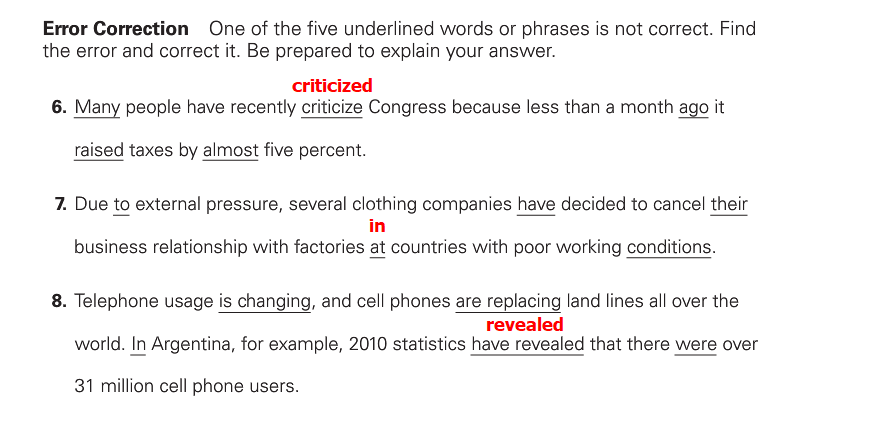 Error Correction One of the five underlined words or phrases is not correct. Find
the error and correct it. Be prepared to explain your answer.
criticized
6. Many people have recently criticize Congress because less than a month ago it
raised taxes by almost five percent.
7. Due to external pressure, several clothing companies have decided to cancel their
in
business relationship with factories at countries with poor working conditions.
8. Telephone usage is changing, and cell phones are replacing land lines all over the
revealed
world. In Argentina, for example, 2010 statistics have revealed that there were over
31 million cell phone users.